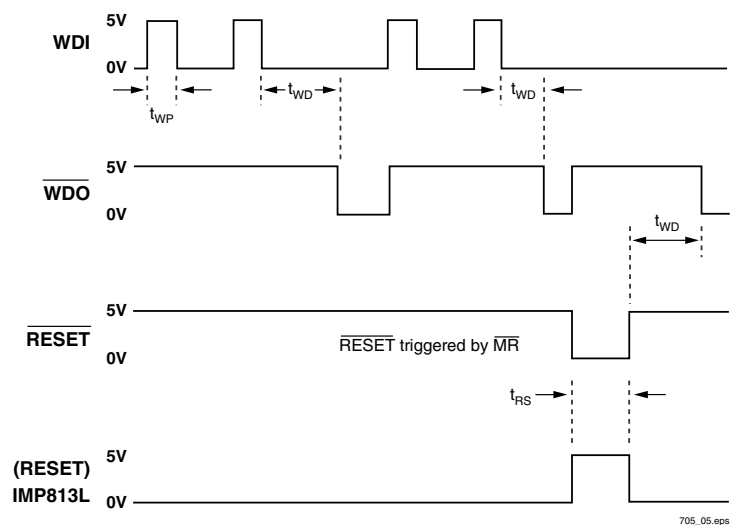 5V
WDI
0V
tWD
tWD
tWP
5V
WDO
0V
tWD
5V
RESET
RESET triggered by MR
0V
tRS
5V
(RESET)
IMP813L
0V
705_05.eps